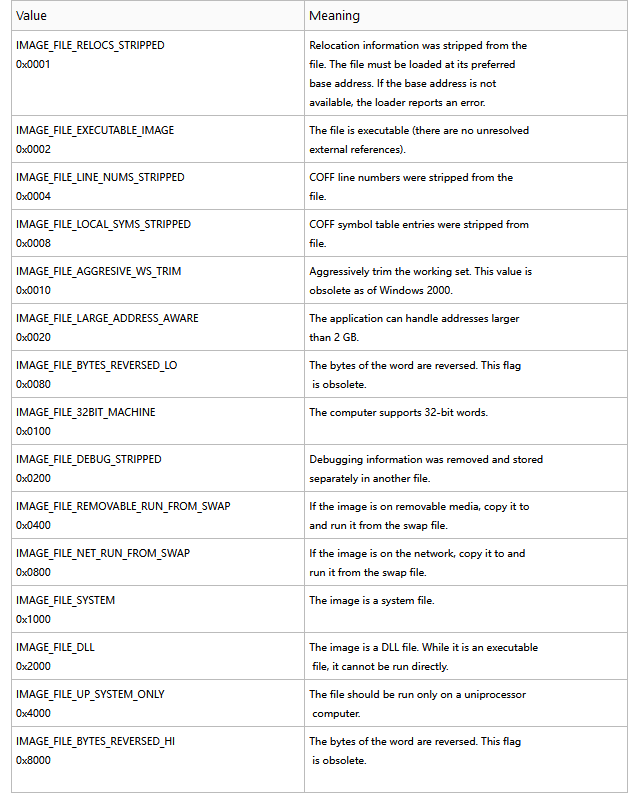 Value Meaning
IMAGE_FILE_RELOCS_STRIPPED
0x0001
Relocation information was stripped from the
file. The file must be loaded at its preferred
base address. If the base address is not
available, the loader reports an error.
IMAGE_FILE_EXECUTABLE_IMAGE
0x0002
The file is executable (there are no unresolved
external references).
IMAGE_FILE_LINE_NUMS_STRIPPED
0x0004
COFF line numbers were stripped from the
file.
IMAGE_FILE_LOCAL_SYMS_STRIPPED
0x0008
COFF symbol table entries were stripped from
file.
IMAGE_FILE_AGGRESIVE_WS_TRIM
0x0010
Aggressively trim the working set. This value is
obsolete as of Windows 2000.
IMAGE_FILE_LARGE_ADDRESS_AWARE
0x0020
The application can handle addresses larger
than 2 GB.
IMAGE_FILE_BYTES_REVERSED_LO
0x0080
The bytes of the word are reversed. This flag
is obsolete.
IMAGE_FILE_32BIT_MACHINE
0x0100
The computer supports 32-bit words.
IMAGE_FILE_DEBUG_STRIPPED
0x0200
Debugging information was removed and stored
separately in another file.
IMAGE_FILE_REMOVABLE_RUN_FROM_SWAP
0x0400
If the image is on removable media, copy it to
and run it from the swap file.
IMAGE_FILE_NET_RUN_FROM_SWAP
0x0800
If the image is on the network, copy it to and
run it from the swap file.
IMAGE_FILE_SYSTEM
0x1000
The image is a system file.
IMAGE_FILE_DLL
0x2000
The image is a DLL file. While it is an executable
file, it cannot be run directly.
IMAGE_FILE_UP_SYSTEM_ONLY
0x4000
The file should be run only on a uniprocessor
computer.
IMAGE_FILE_BYTES_REVERSED_HI
0x8000
The bytes of the word are reversed. This flag
is obsolete.